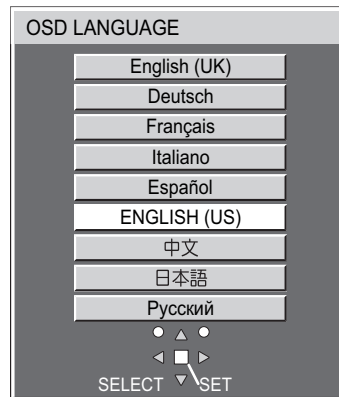 OSD LANGUAGE
English (UK)
Deutsch
Français
Italiano
Español
ENGLISH (US)
中文
日本語
Русский
SELECT SET